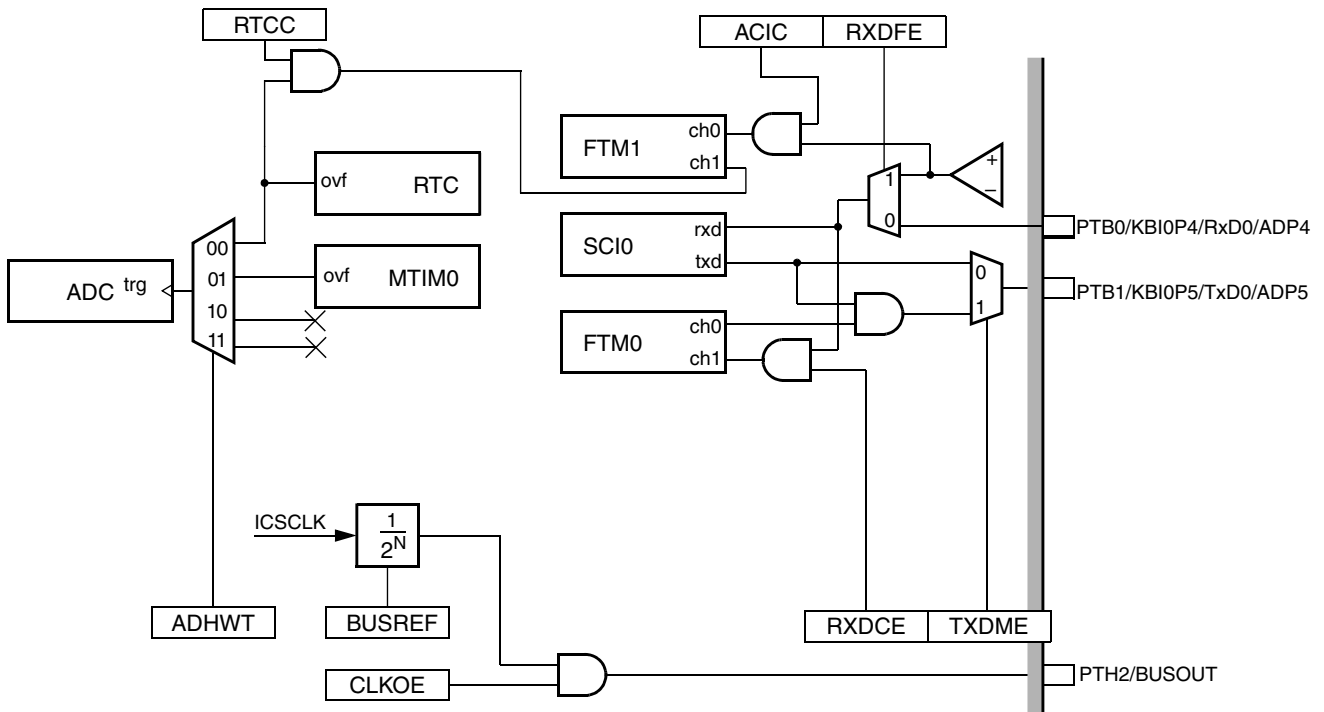 RTCC
ACIC RXDFE
FTM1
ch0
ch1
+
–
1
0
ovf RTC
SCI0
rxd
txd
PTB0/KBI0P4/RxD0/ADP4
00
01
10
11
ovf MTIM0
ADC trg
0
1
PTB1/KBI0P5/TxD0/ADP5
FTM0
ch0
ch1
ICSCLK
1
2N
ADHWT
BUSREF
RXDCE TXDME
CLKOE
PTH2/BUSOUT